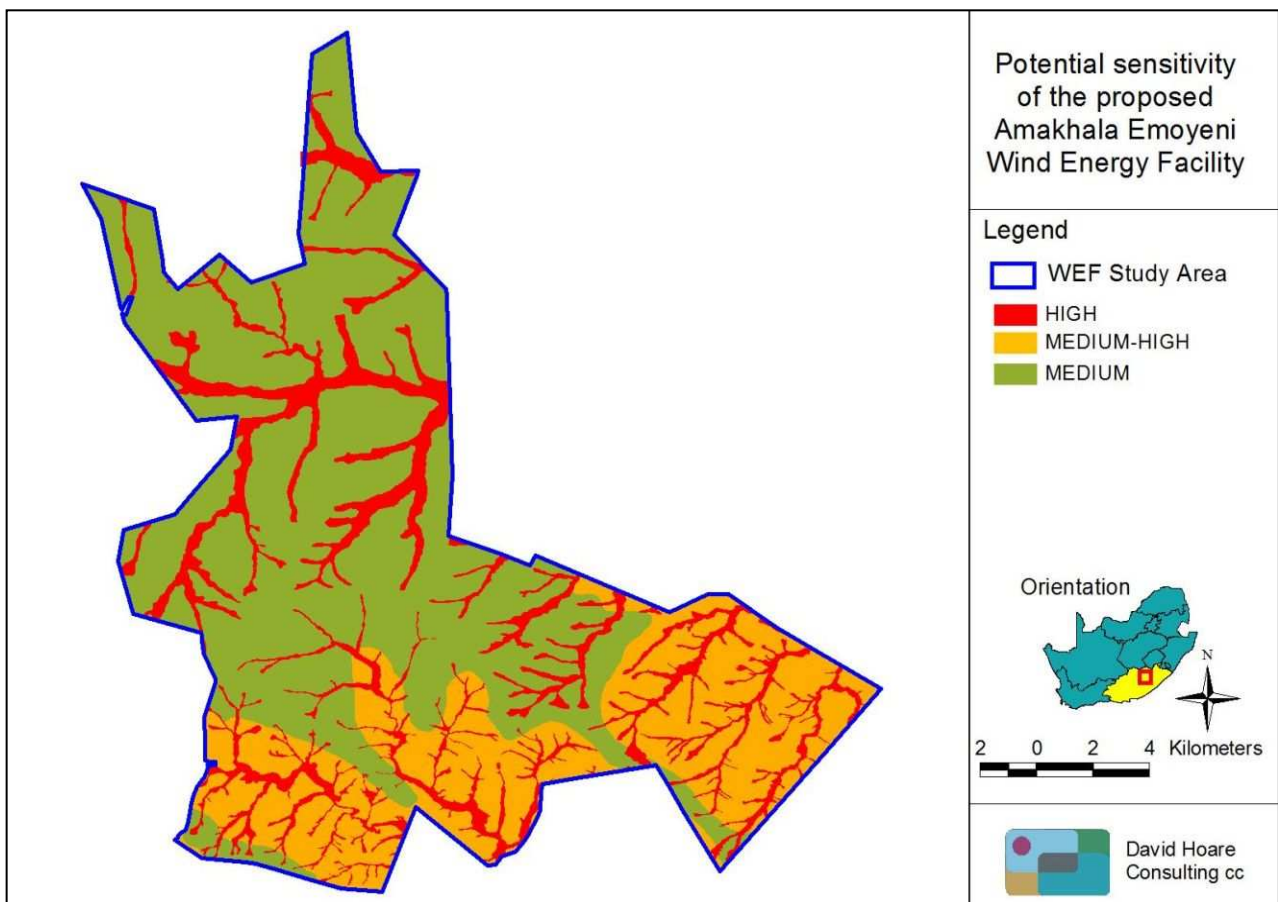 Potential sensitivity
of the proposed
Amakhala Emoyeni
Wind Energy Facility
Legend
WEF Study Area
HIGH
MEDIUM-HIGH
MEDIUM
Orientation
N
2 0 2 4 Kilometers
David Hoare
Consulting cc